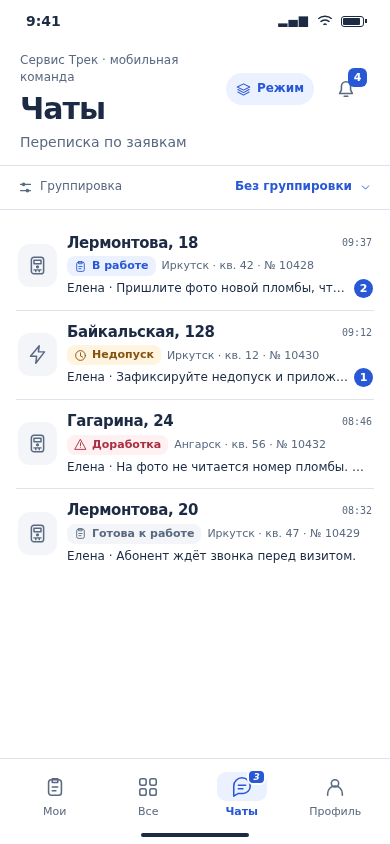 9:41
Сервис Трек · мобильная
команда
Чаты
Переписка по заявкам
Режим
4
Группировка
Без группировки
Лермонтова, 18
09:37
В работе
Иркутск · кв. 42 · № 10428
Елена · Пришлите фото новой пломбы, чт…
2
Байкальская, 128
09:12
Недопуск
Иркутск · кв. 12 · № 10430
Елена · Зафиксируйте недопуск и прилож…
1
Гагарина, 24
08:46
Доработка
Ангарск · кв. 56 · № 10432
Елена · На фото не читается номер пломбы. …
Лермонтова, 20
08:32
Готова к работе
Иркутск · кв. 47 · № 10429
Елена · Абонент ждёт звонка перед визитом.
3
Мои
Все
Чаты
Профиль